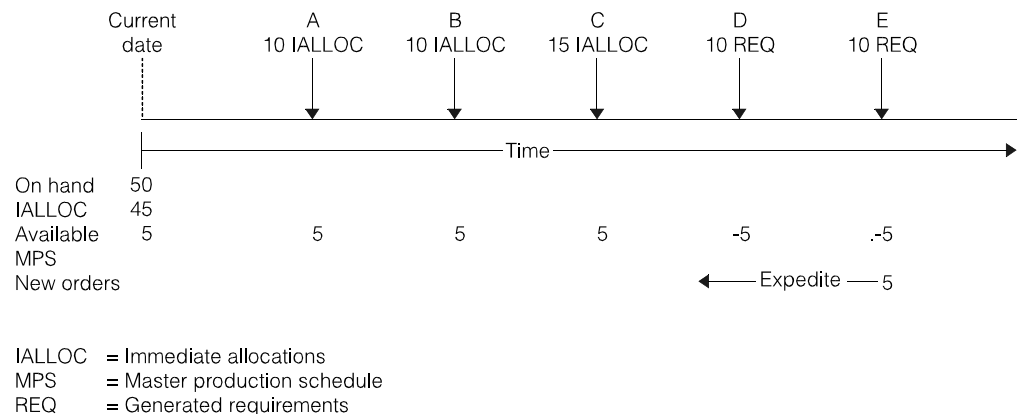 Current date
A
10 IALLOC
B
10 IALLOC
C
15 IALLOC
D
10 REQ
E
10 REQ
Time
On hand 50
IALLOC 45
Available 5 5 5 5 -5 .-5
MPS
New orders Expedite 5
IALLOC = Immediate allocations
MPS = Master production schedule
REQ = Generated requirements